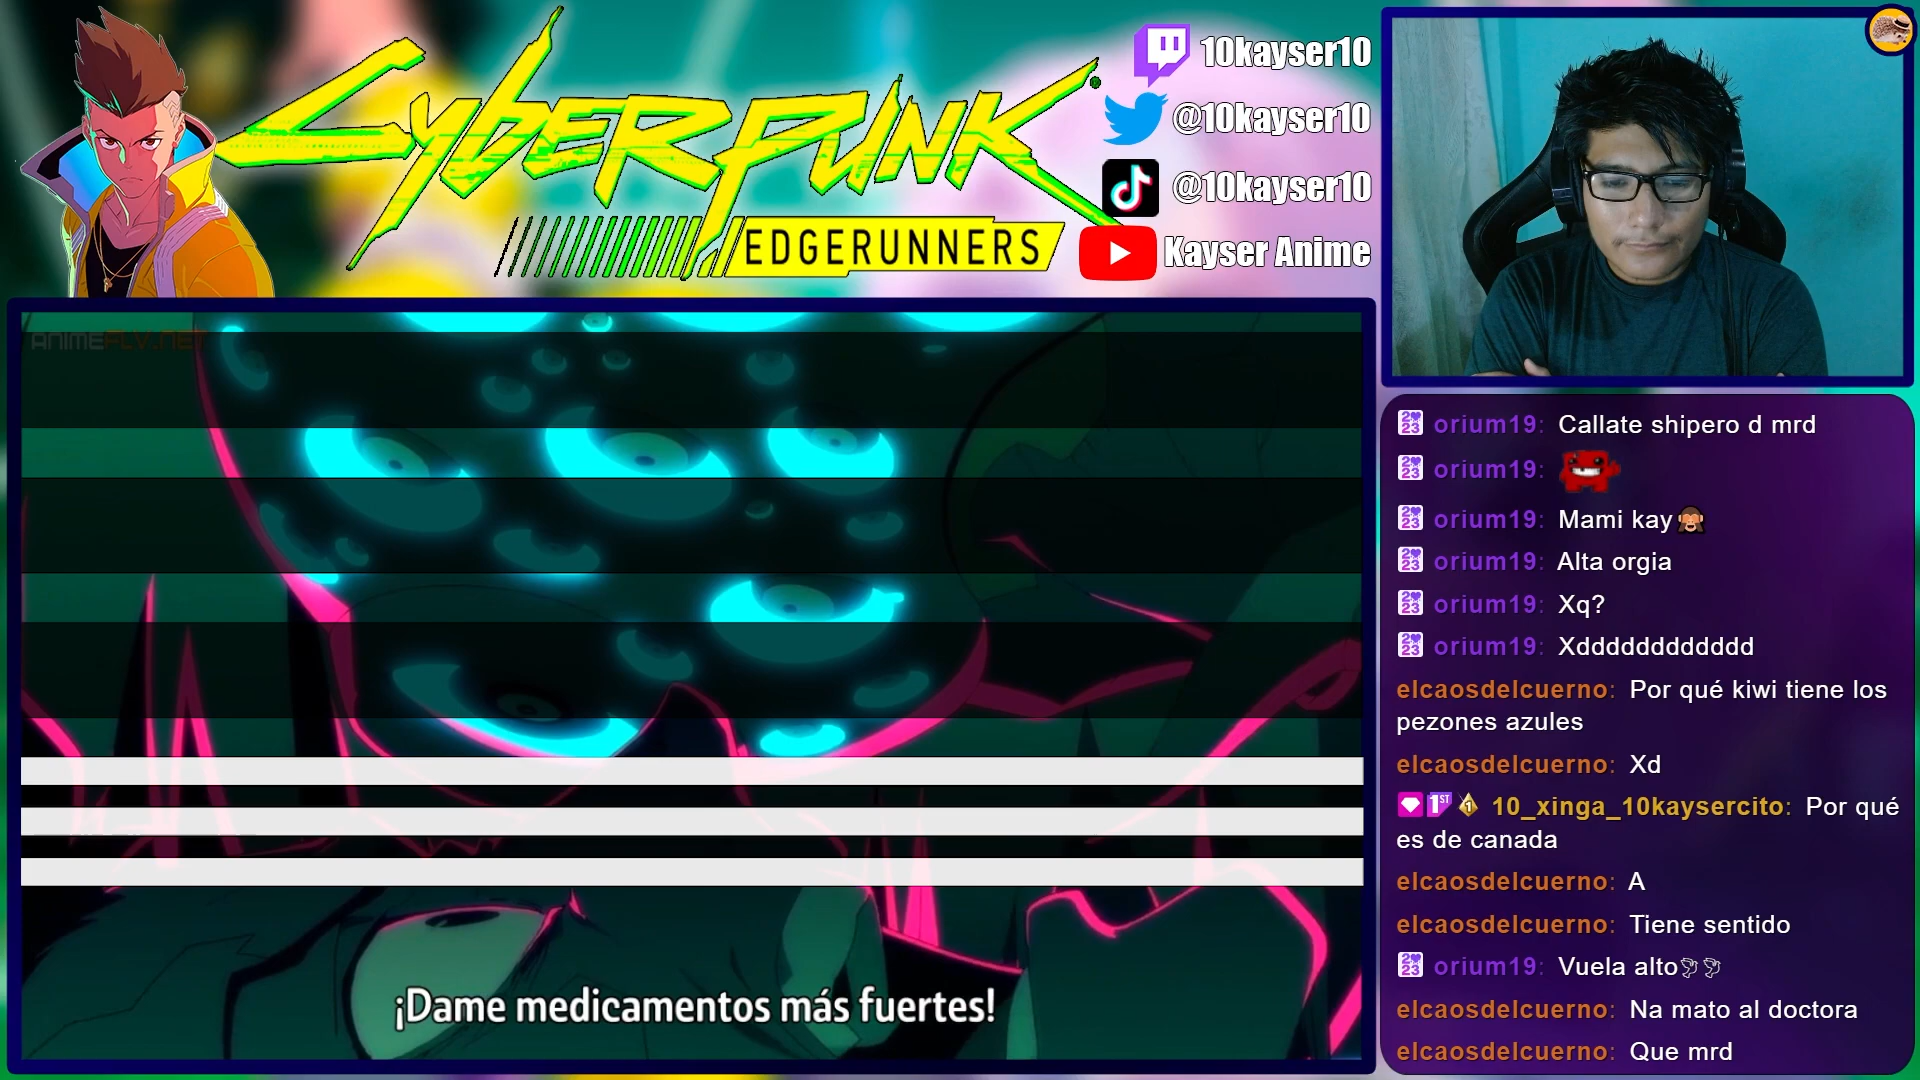 CYBERPUNK
EDGERUNNERS
10kayser10
@10kayser10
@10kayser10
Kayser Anime
ANIMEFLV.NET
¡Dame medicamentos más fuertes!
orium19: Callate shipero d mrd
orium19:
orium19: Mami kay🙈
orium19: Alta orgia
orium19: Xq?
orium19: Xdddddddddddd
elcaosdelcuerno: Por qué kiwi tiene los
pezones azules
elcaosdelcuerno: Xd
1ST 1 10_xinga_10kaysercito: Por qué
es de canada
elcaosdelcuerno: A
elcaosdelcuerno: Tiene sentido
orium19: Vuela alto🕊🕊
elcaosdelcuerno: Na mato al doctora
elcaosdelcuerno: Que mrd